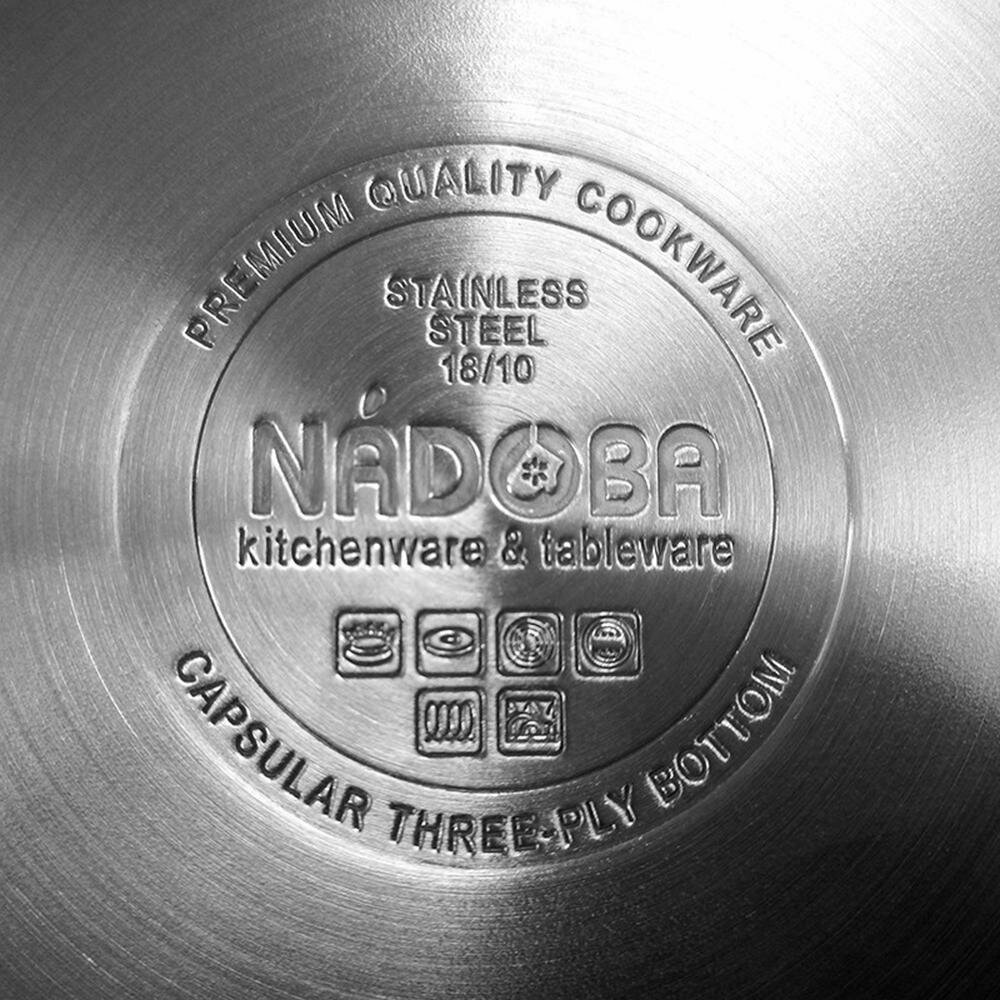 PREMIUM QUALITY COOKWARE
STAINLESS
STEEL
18/10
NÁDOBA
kitchenware & tableware
CAPSULAR THREE-PLY BOTTOM